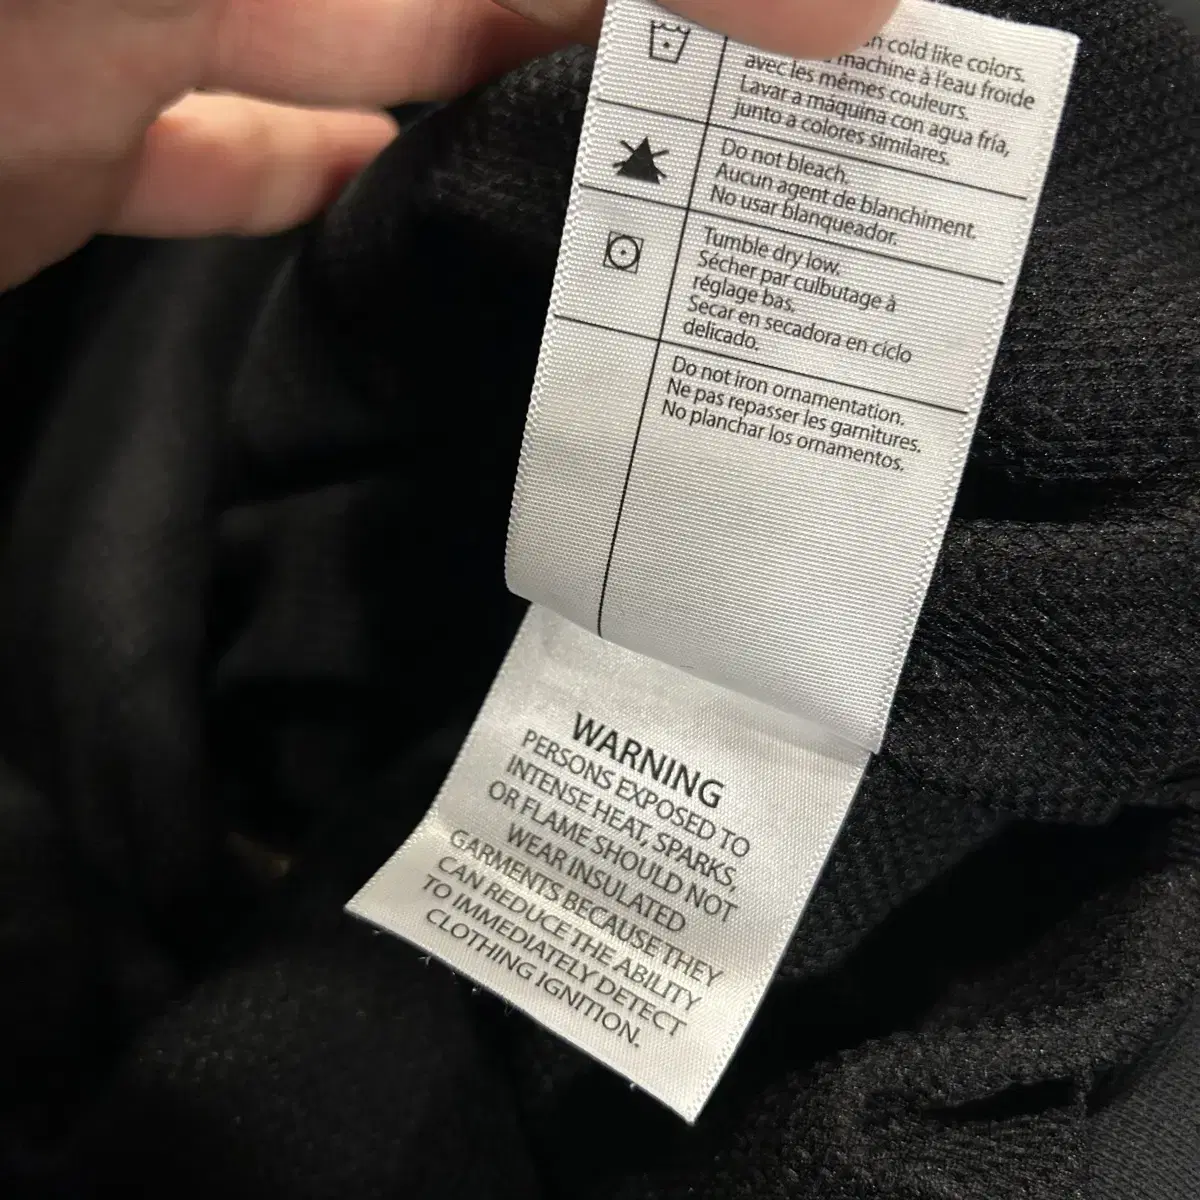 cold like colors.
machine à l'eau froide
avec les mêmes couleurs.
Lavar a máquina con agua fría,
junto a colores similares.
Do not bleach.
Aucun agent de blanchiment.
No usar blanqueador.
Tumble dry low.
Sécher par culbutage à
réglage bas.
Secar en secadora en ciclo
delicado.
Do not iron ornamentation.
Ne pas repasser les garnitures.
No planchar los ornamentos.
WARNING
PERSONS EXPOSED TO
INTENSE HEAT, SPARKS,
OR FLAME SHOULD NOT
WEAR INSULATED
GARMENTS BECAUSE THEY
CAN REDUCE THE ABILITY
TO IMMEDIATELY DETECT
CLOTHING IGNITION.